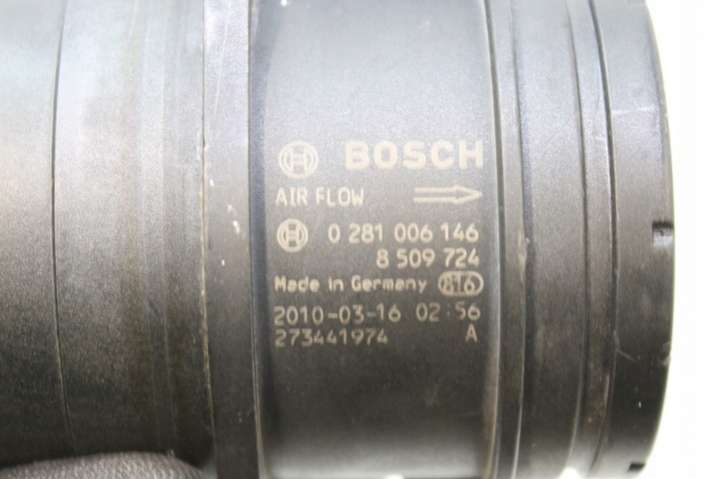 BOSCH
AIR FLOW
0 281 006 146
8 509 724
Made in Germany 816
2010-03-16 02:56
273441974 A